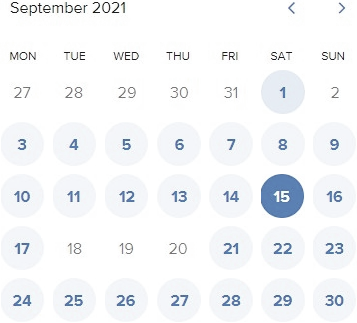 September 2021
MON TUE WED THU FRI SAT SUN
27 28 29 30 31 1 2
3 4 5 6 7 8 9
10 11 12 13 14 15 16
17 18 19 20 21 22 23
24 25 26 27 28 29 30